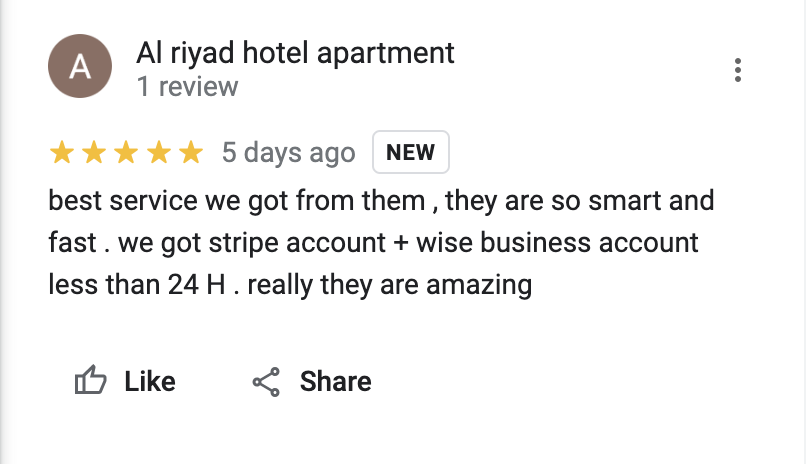 A
Al riyad hotel apartment
1 review
5 days ago NEW
best service we got from them , they are so smart and
fast . we got stripe account + wise business account
less than 24 H . really they are amazing
Like Share